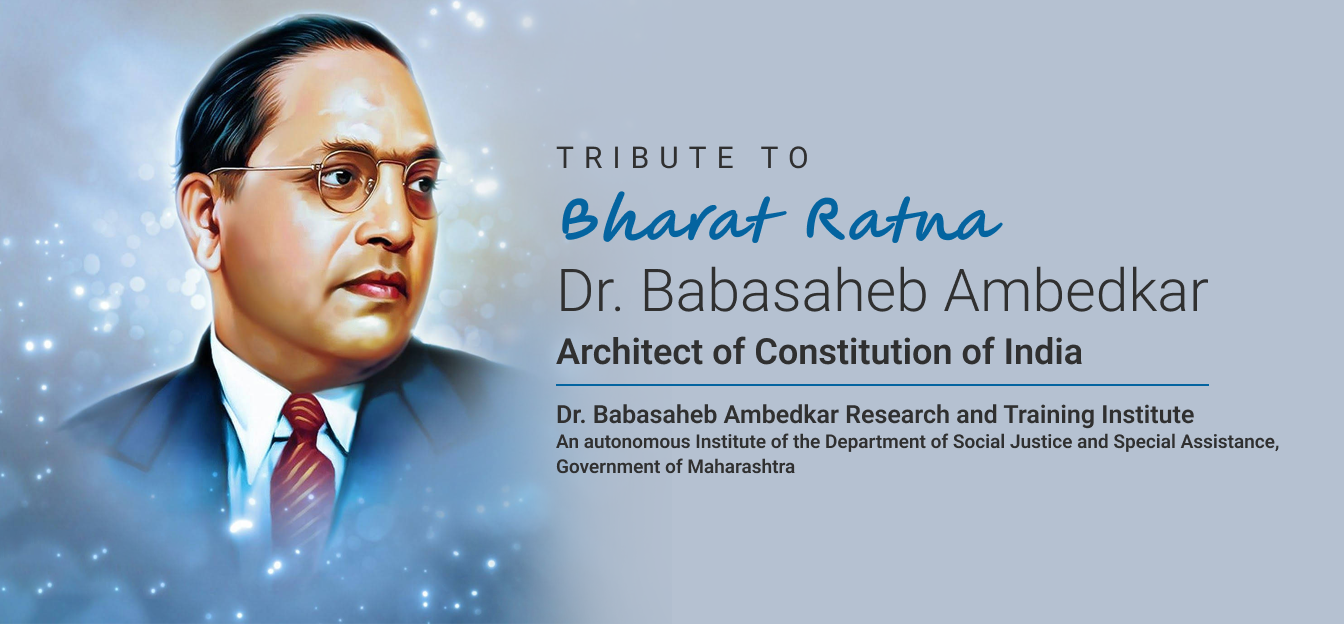 TRIBUTE TO
Bharat Ratna
Dr. Babasaheb Ambedkar
Architect of Constitution of India
Dr. Babasaheb Ambedkar Research and Training Institute
An autonomous Institute of the Department of Social Justice and Special Assistance,
Government of Maharashtra